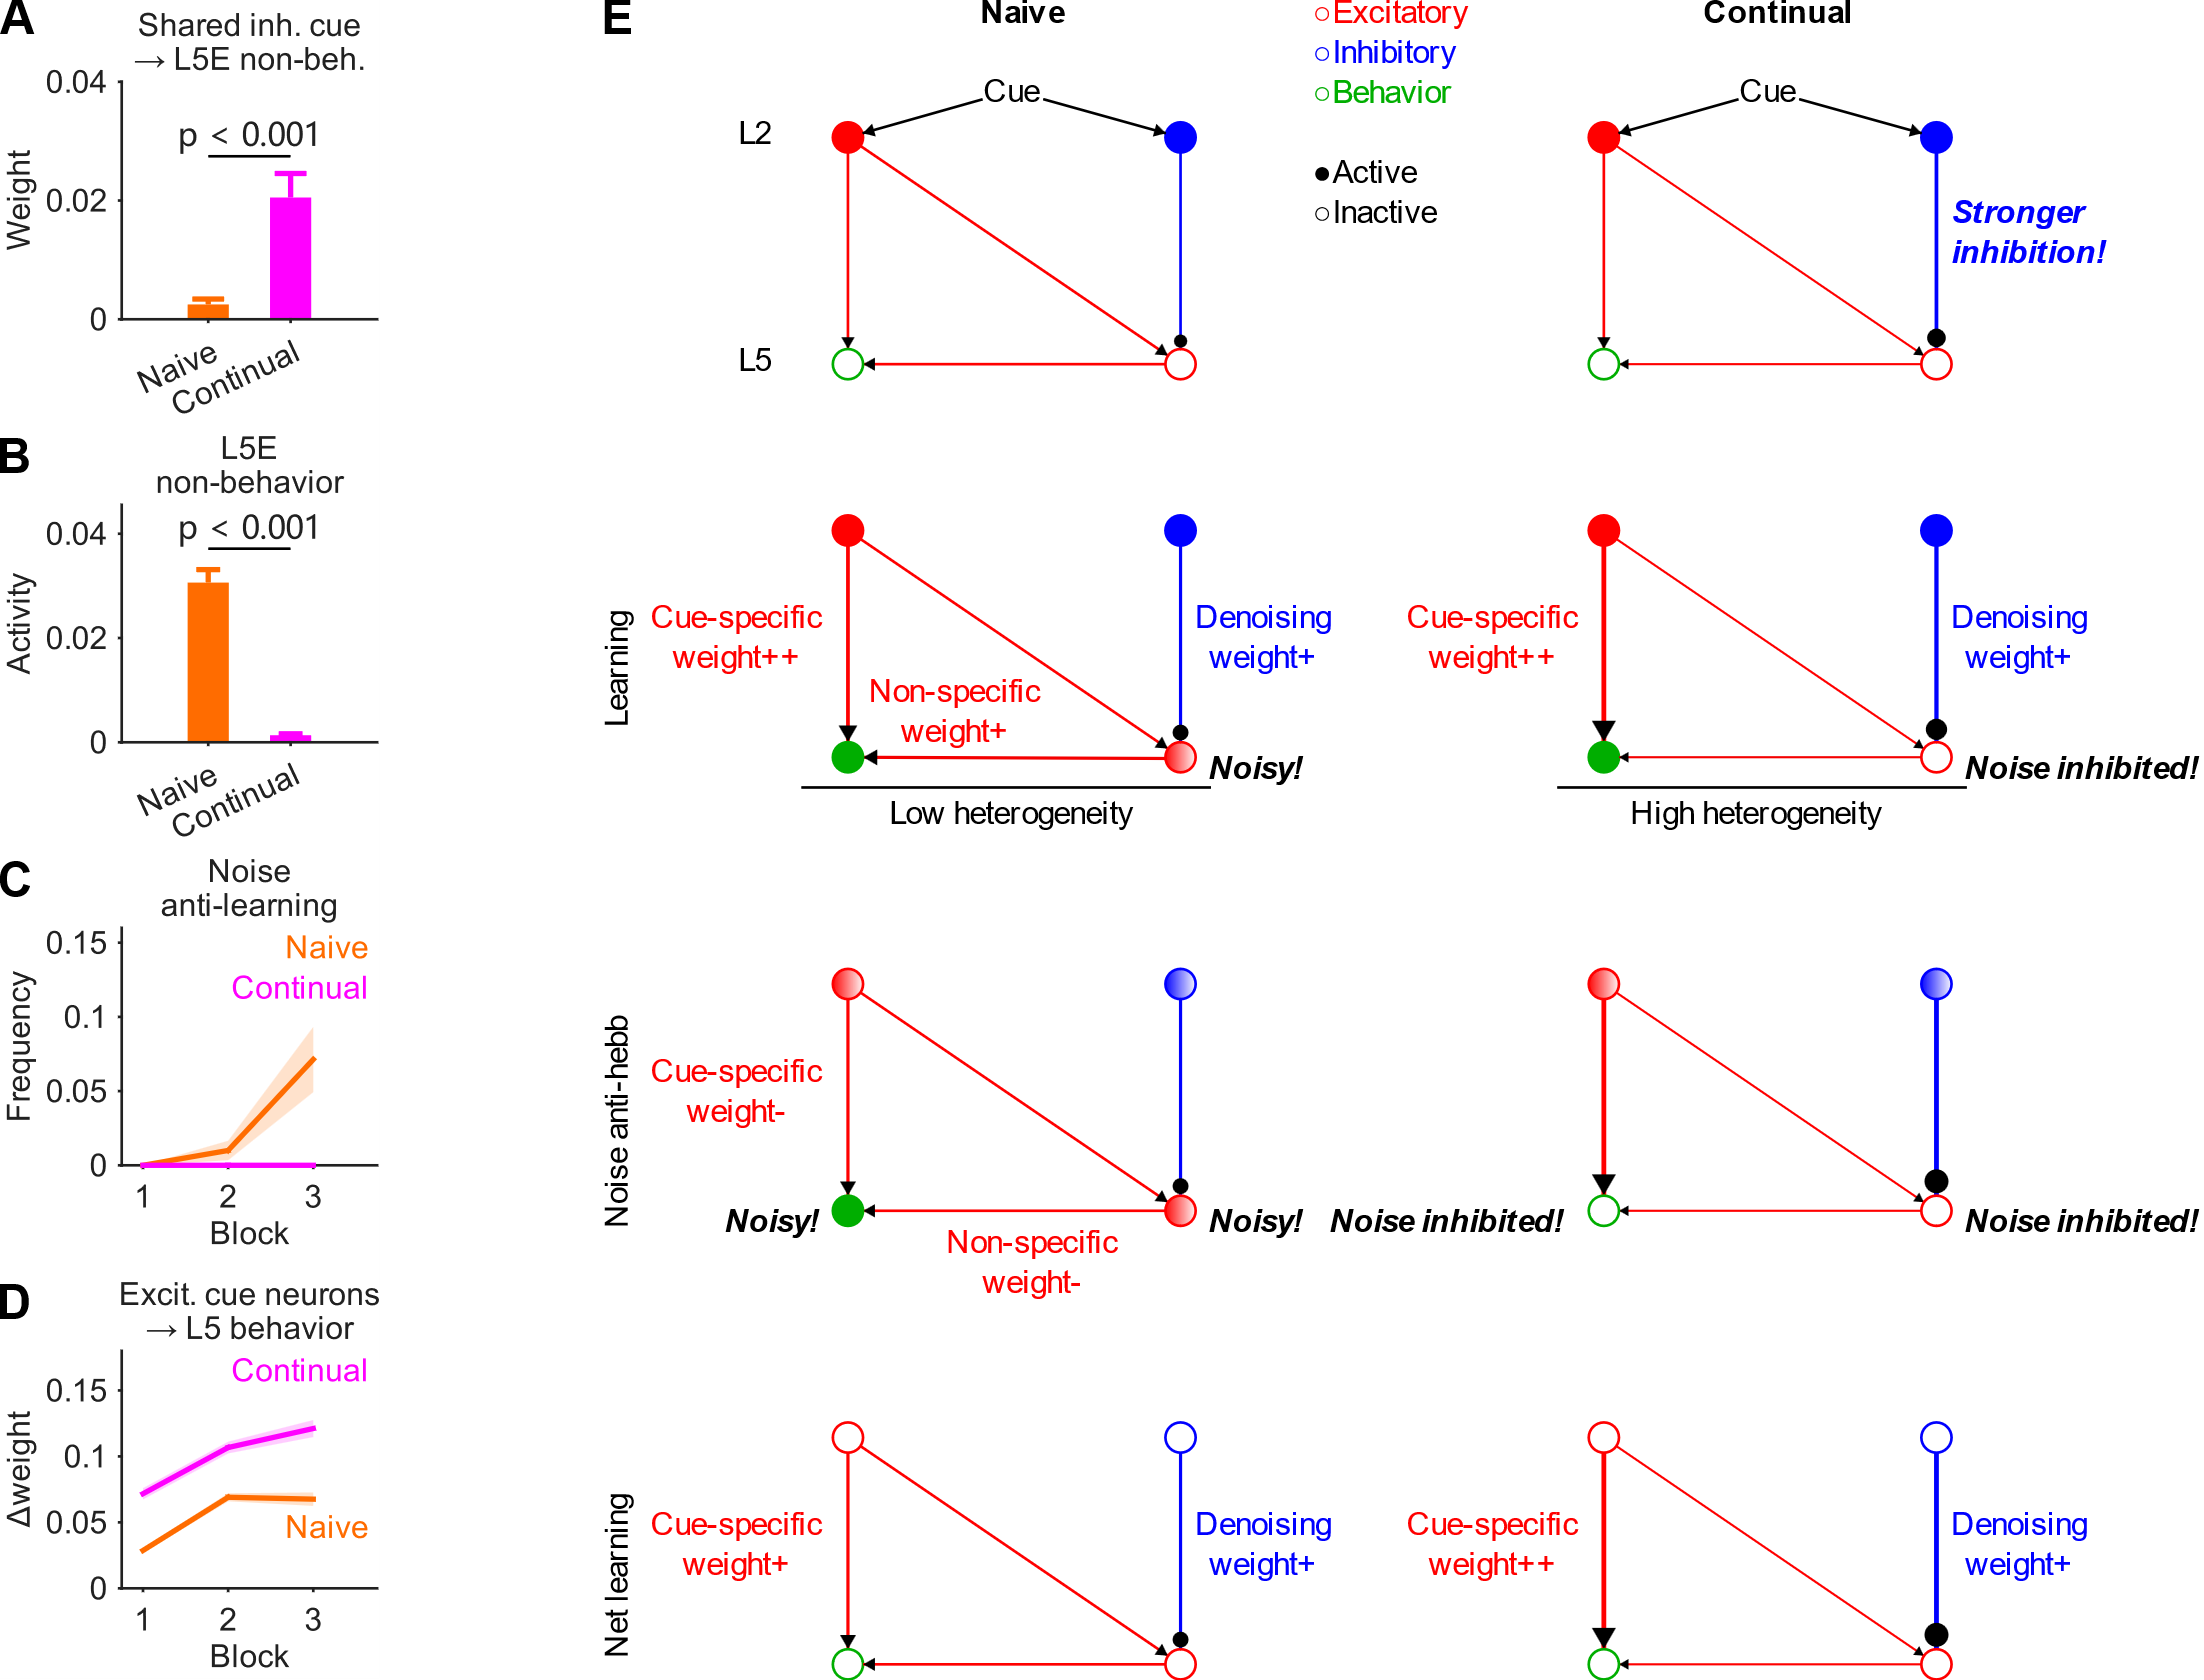 A
Shared inh. cue
→ L5E non-beh.
0.04
p < 0.001
Weight
0.02
0
Naive
Continual
B
L5E
non-behavior
p < 0.001
0.04
Activity
0.02
0
Naive
Continual
C
Noise
anti-learning
0.15
Naive
Continual
0.1
Frequency
0.05
0
1 2 3
Block
D
Excit. cue neurons
→ L5 behavior
Continual
0.15
0.1
Δweight
0.05
Naive
0
1 2 3
Block
E
Naive
Excitatory
Inhibitory
Behavior
Active
Inactive
Continual
Cue
Cue
L2
Stronger
inhibition!
L5
Learning
Cue-specific
weight++
Denoising
weight+
Non-specific
weight+
Noisy!
Low heterogeneity
Cue-specific
weight++
Denoising
weight+
Noise inhibited!
High heterogeneity
Noise anti-hebb
Cue-specific
weight-
Noisy!
Noisy!
Non-specific
weight-
Noise inhibited!
Noise inhibited!
Net learning
Cue-specific
weight+
Denoising
weight+
Cue-specific
weight++
Denoising
weight+